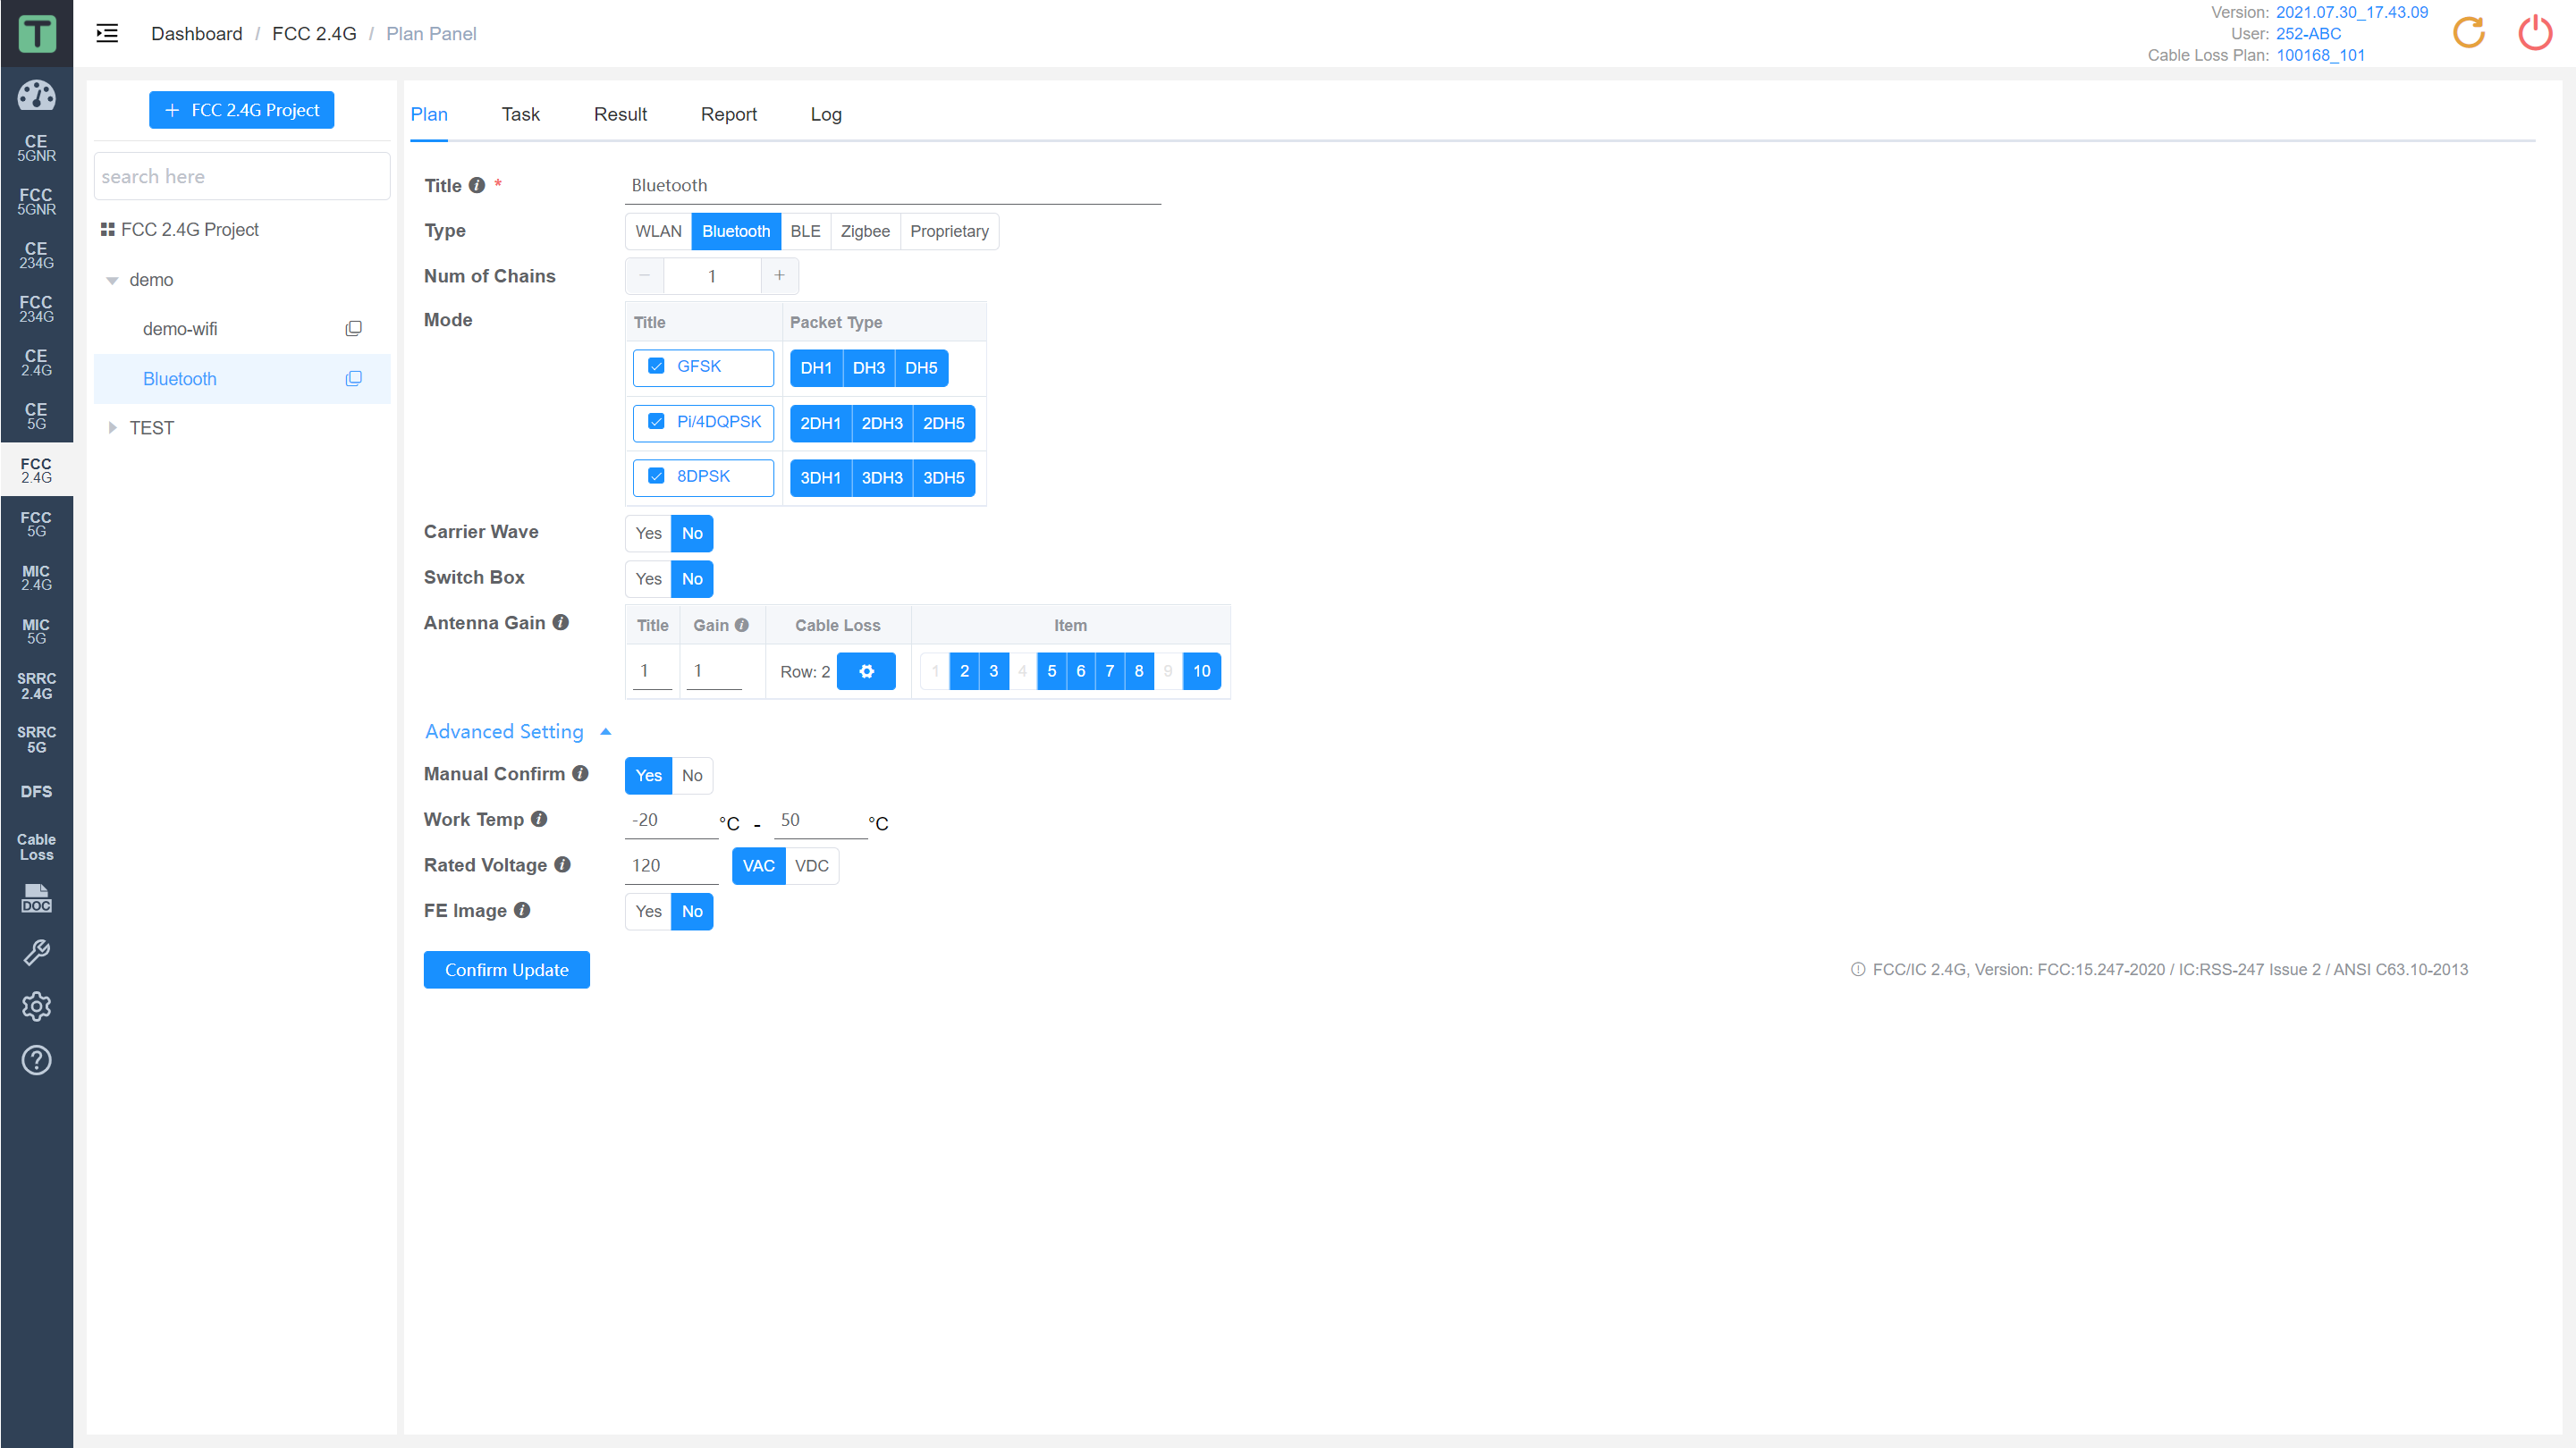 T
Dashboard / FCC 2.4G / Plan Panel
Version: 2021.07.30_17.43.09
User: 252-ABC
Cable Loss Plan: 100168_101
CE
5GNR
FCC
5GNR
CE
234G
FCC
234G
CE
2.4G
CE
5G
FCC
2.4G
FCC
5G
MIC
2.4G
MIC
5G
SRRC
2.4G
SRRC
5G
DFS
Cable
Loss
DOC
+ FCC 2.4G Project
search here
FCC 2.4G Project
demo
demo-wifi
Bluetooth
TEST
Plan Task Result Report Log
Title * Bluetooth
Type WLAN Bluetooth BLE Zigbee Proprietary
Num of Chains − 1 +
Mode Title Packet Type
GFSK DH1 DH3 DH5
Pi/4DQPSK 2DH1 2DH3 2DH5
8DPSK 3DH1 3DH3 3DH5
Carrier Wave Yes No
Switch Box Yes No
Antenna Gain Title Gain Cable Loss Item
1 1 Row: 2 1 2 3 4 5 6 7 8 9 10
Advanced Setting
Manual Confirm Yes No
Work Temp -20 °C - 50 °C
Rated Voltage 120 VAC VDC
FE Image Yes No
Confirm Update
FCC/IC 2.4G, Version: FCC:15.247-2020 / IC:RSS-247 Issue 2 / ANSI C63.10-2013